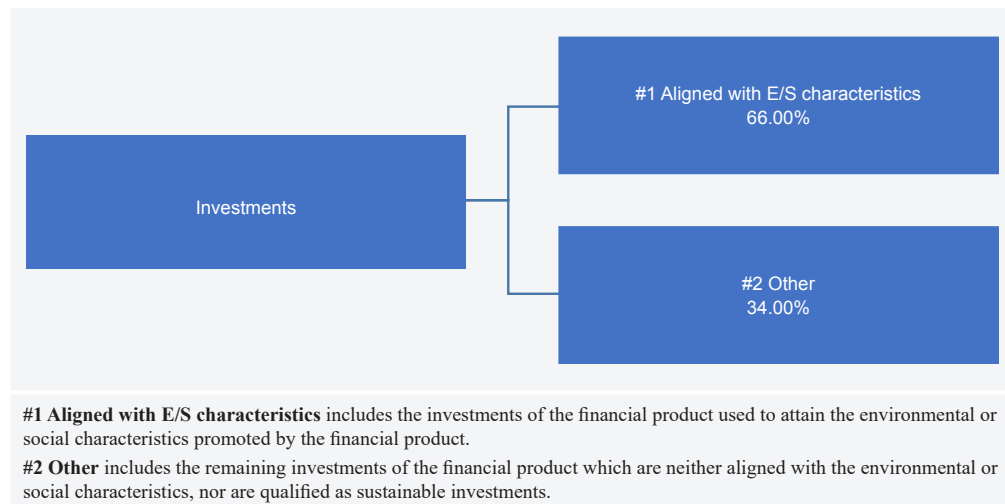 #1 Aligned with E/S characteristics
66.00%
Investments
#2 Other
34.00%
#1 Aligned with E/S characteristics includes the investments of the financial product used to attain the environmental or
social characteristics promoted by the financial product.
#2 Other includes the remaining investments of the financial product which are neither aligned with the environmental or
social characteristics, nor are qualified as sustainable investments.